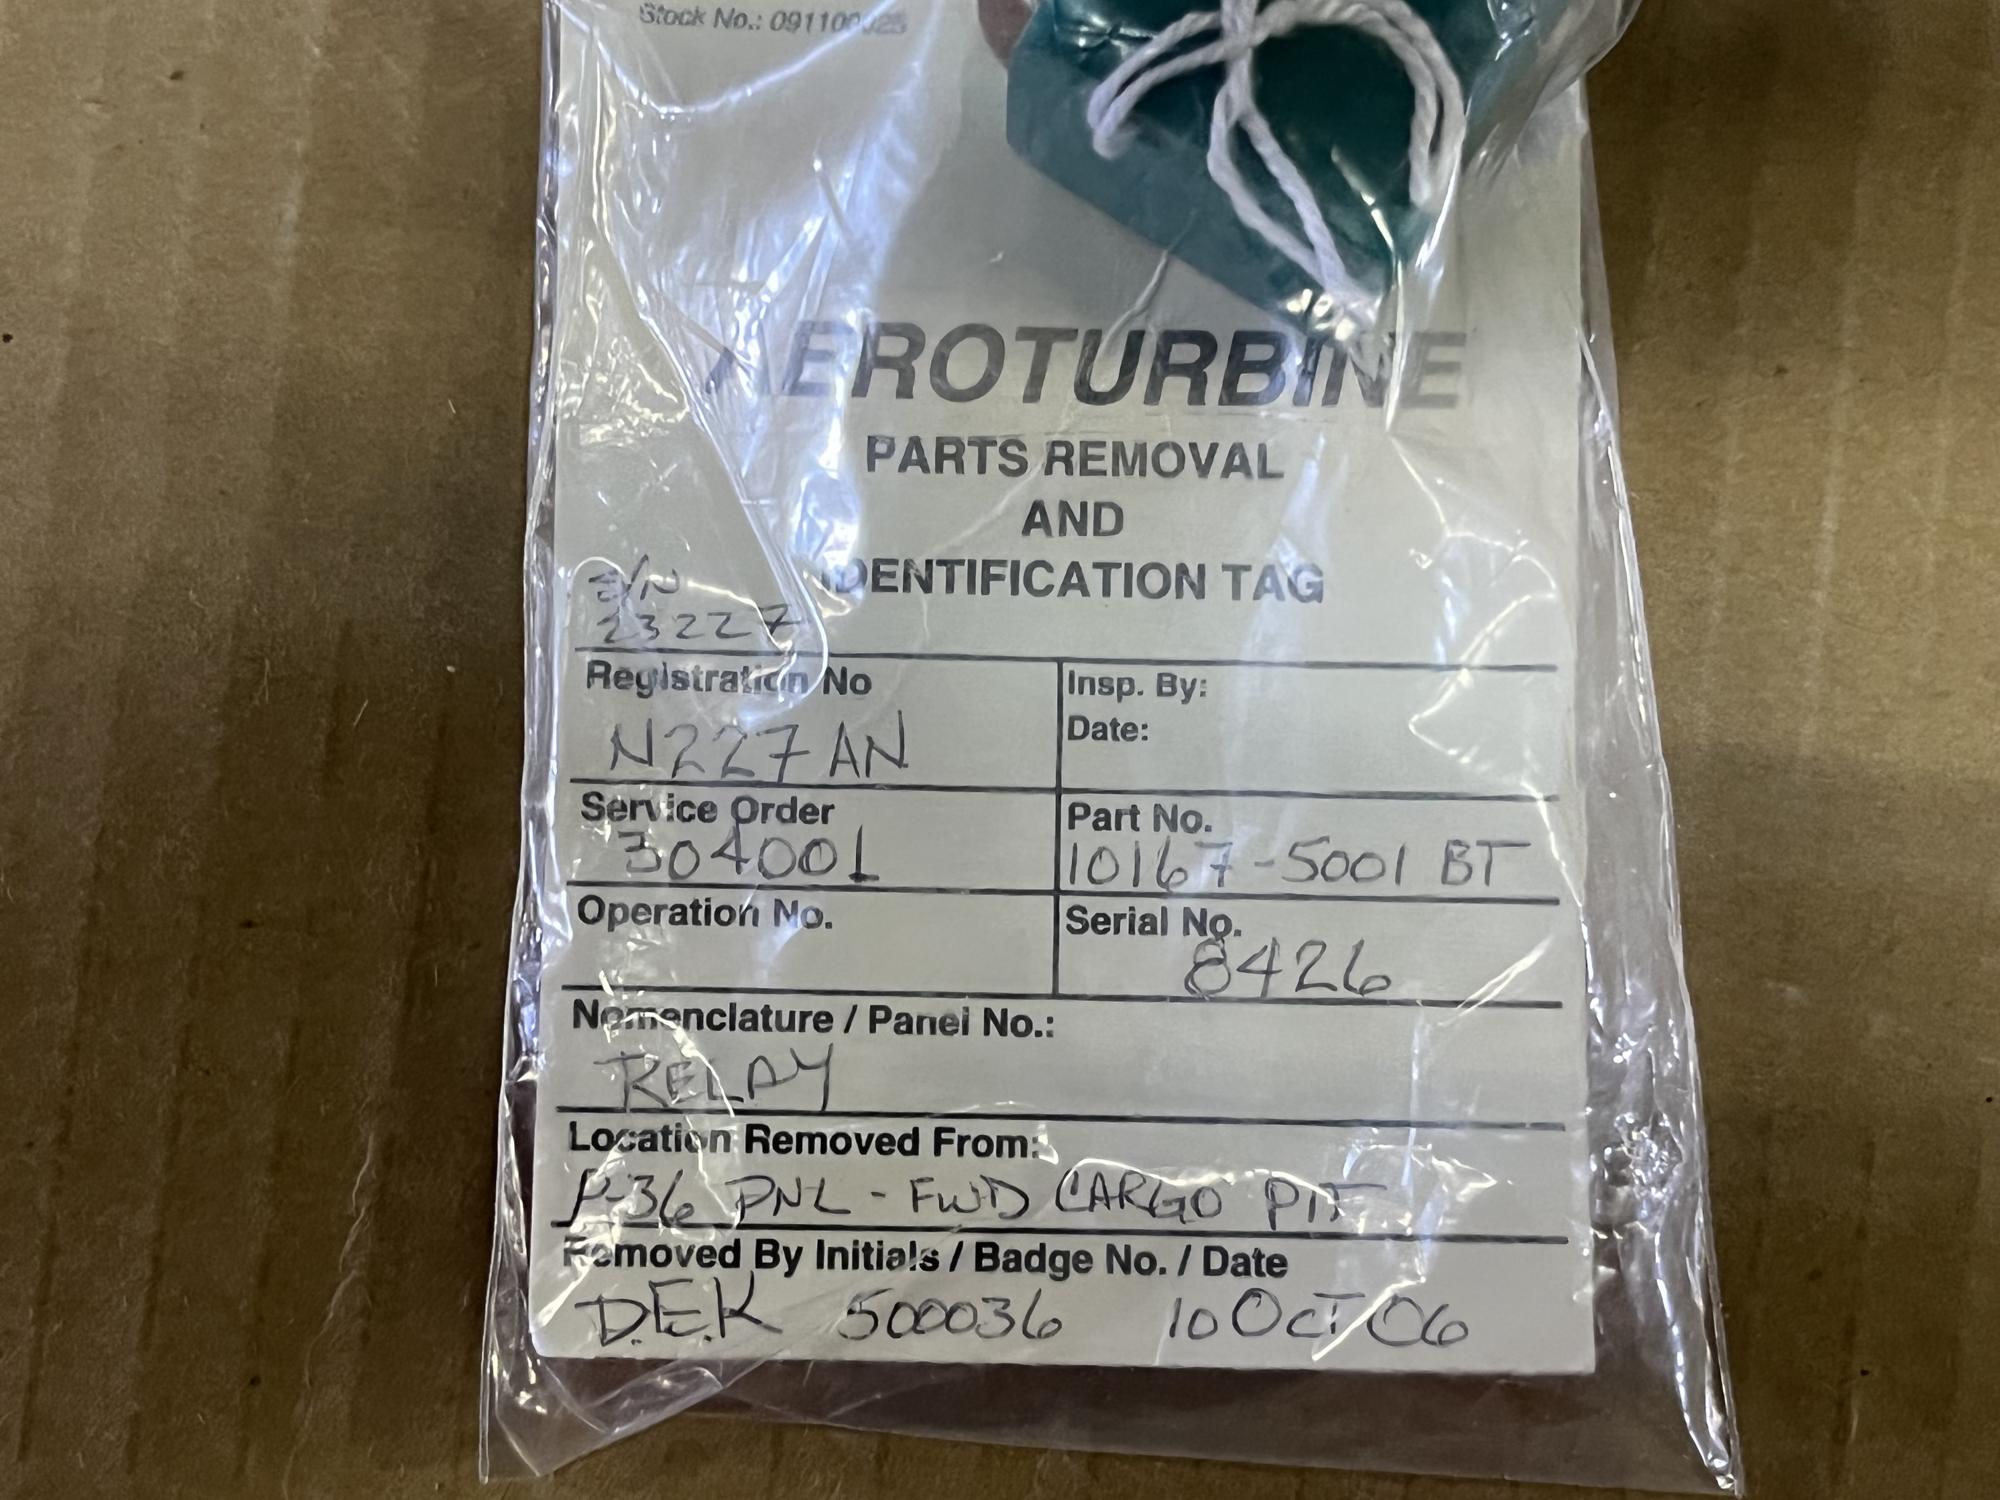 Stock No.:
AEROTURBINE
PARTS REMOVAL
AND
IDENTIFICATION TAG
S/N
23227
Registration No
N227AN
Insp. By:
Date:
Service Order
304001
Part No.
10167-5001 BT
Operation No.
Serial No.
8426
Nomenclature / Panel No.:
RELAY
Location Removed From:
P-36 PNL - FWD CARGO PIT
Removed By Initials / Badge No. / Date
D.E.K 500036 10 OCT 06